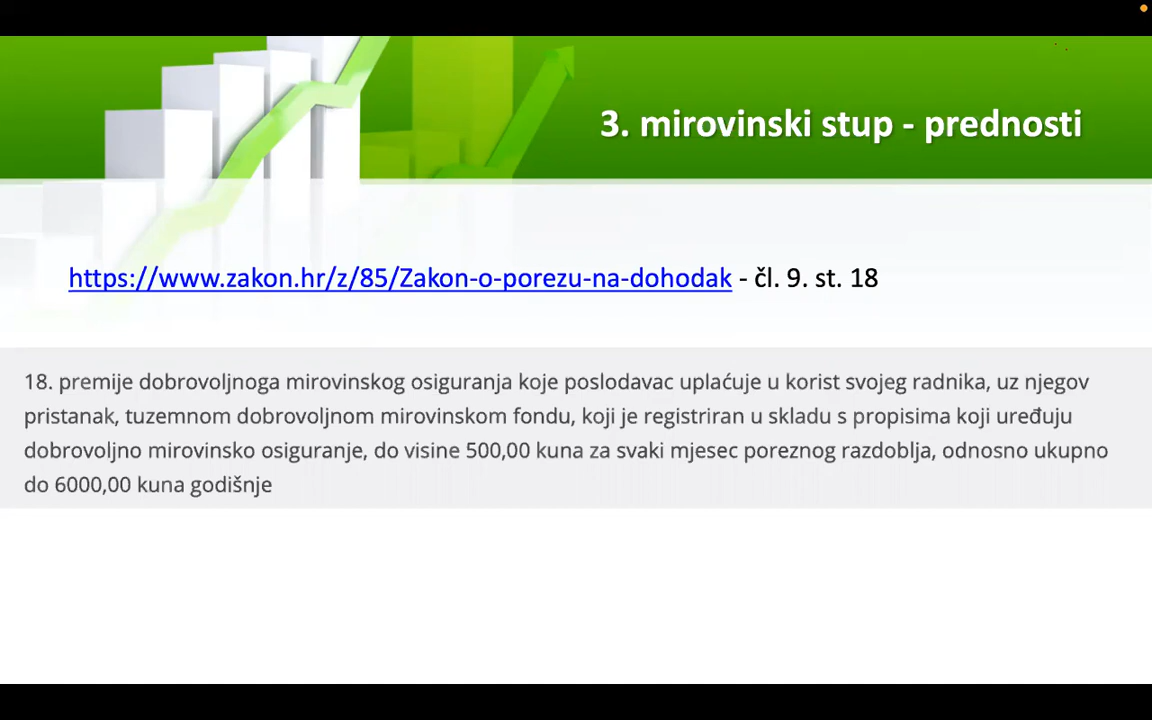 3. mirovinski stup - prednosti
https://www.zakon.hr/z/85/Zakon-o-porezu-na-dohodak - čl. 9. st. 18
18. premije dobrovoljnoga mirovinskog osiguranja koje poslodavac uplaćuje u korist svojeg radnika, uz njegov
pristanak, tuzemnom dobrovoljnom mirovinskom fondu, koji je registriran u skladu s propisima koji uređuju
dobrovoljno mirovinsko osiguranje, do visine 500,00 kuna za svaki mjesec poreznog razdoblja, odnosno ukupno
do 6000,00 kuna godišnje